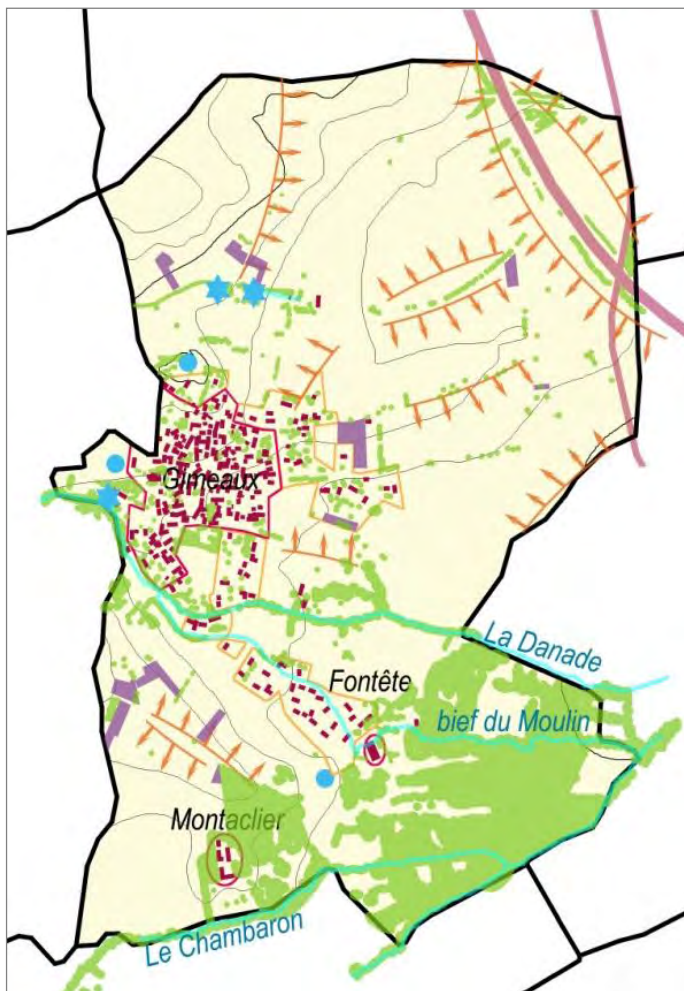 Gimeaux
La Danade
Fontête
bief du Moulin
Montaclier
Le Chambaron